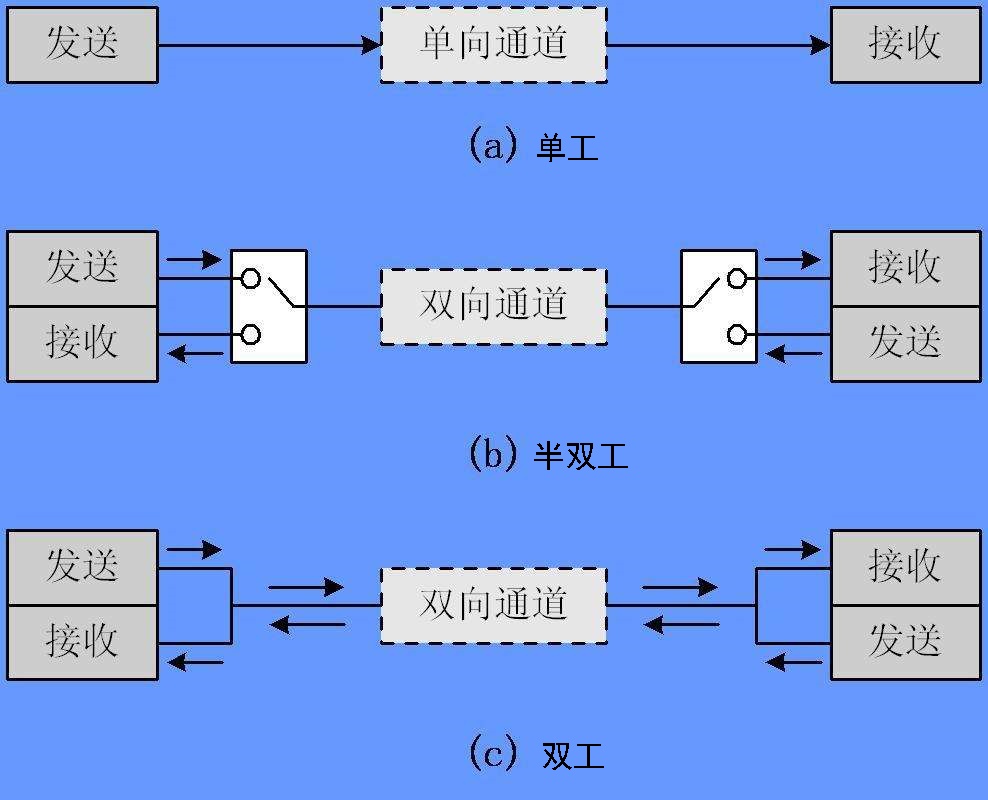 发送 单向通道 接收
(a) 单工
发送 接收
双向通道
接收 发送
(b) 半双工
发送 接收
双向通道
接收 发送
(c) 双工